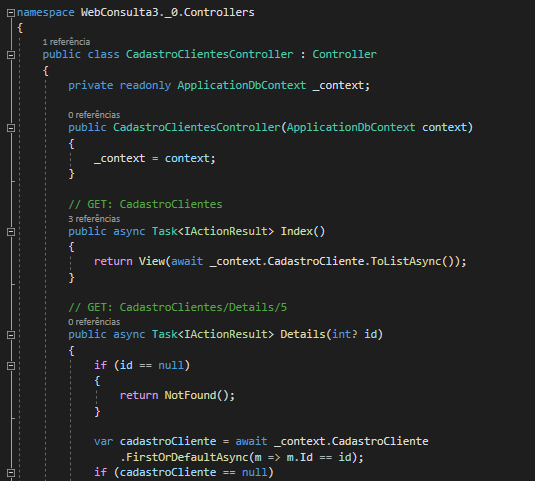 namespace WebConsulta3._0.Controllers
{
1 referência
public class CadastroClientesController : Controller
{
private readonly ApplicationDbContext _context;
0 referências
public CadastroClientesController(ApplicationDbContext context)
{
_context = context;
}
// GET: CadastroClientes
3 referências
public async Task<IActionResult> Index()
{
return View(await _context.CadastroCliente.ToListAsync());
}
// GET: CadastroClientes/Details/5
0 referências
public async Task<IActionResult> Details(int? id)
{
if (id == null)
{
return NotFound();
}
var cadastroCliente = await _context.CadastroCliente
.FirstOrDefaultAsync(m => m.Id == id);
if (cadastroCliente == null)